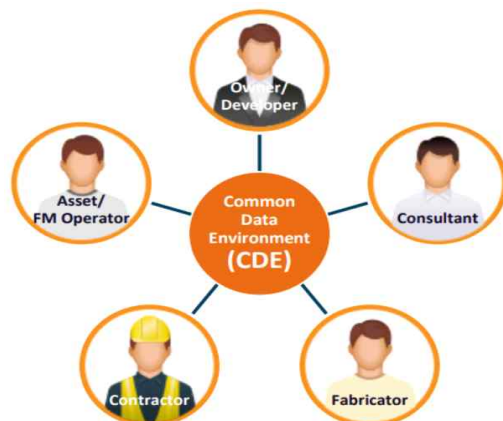 Owner/
Developer
Asset/
FM Operator
Common
Data
Environment
(CDE)
Consultant
Contractor
Fabricator